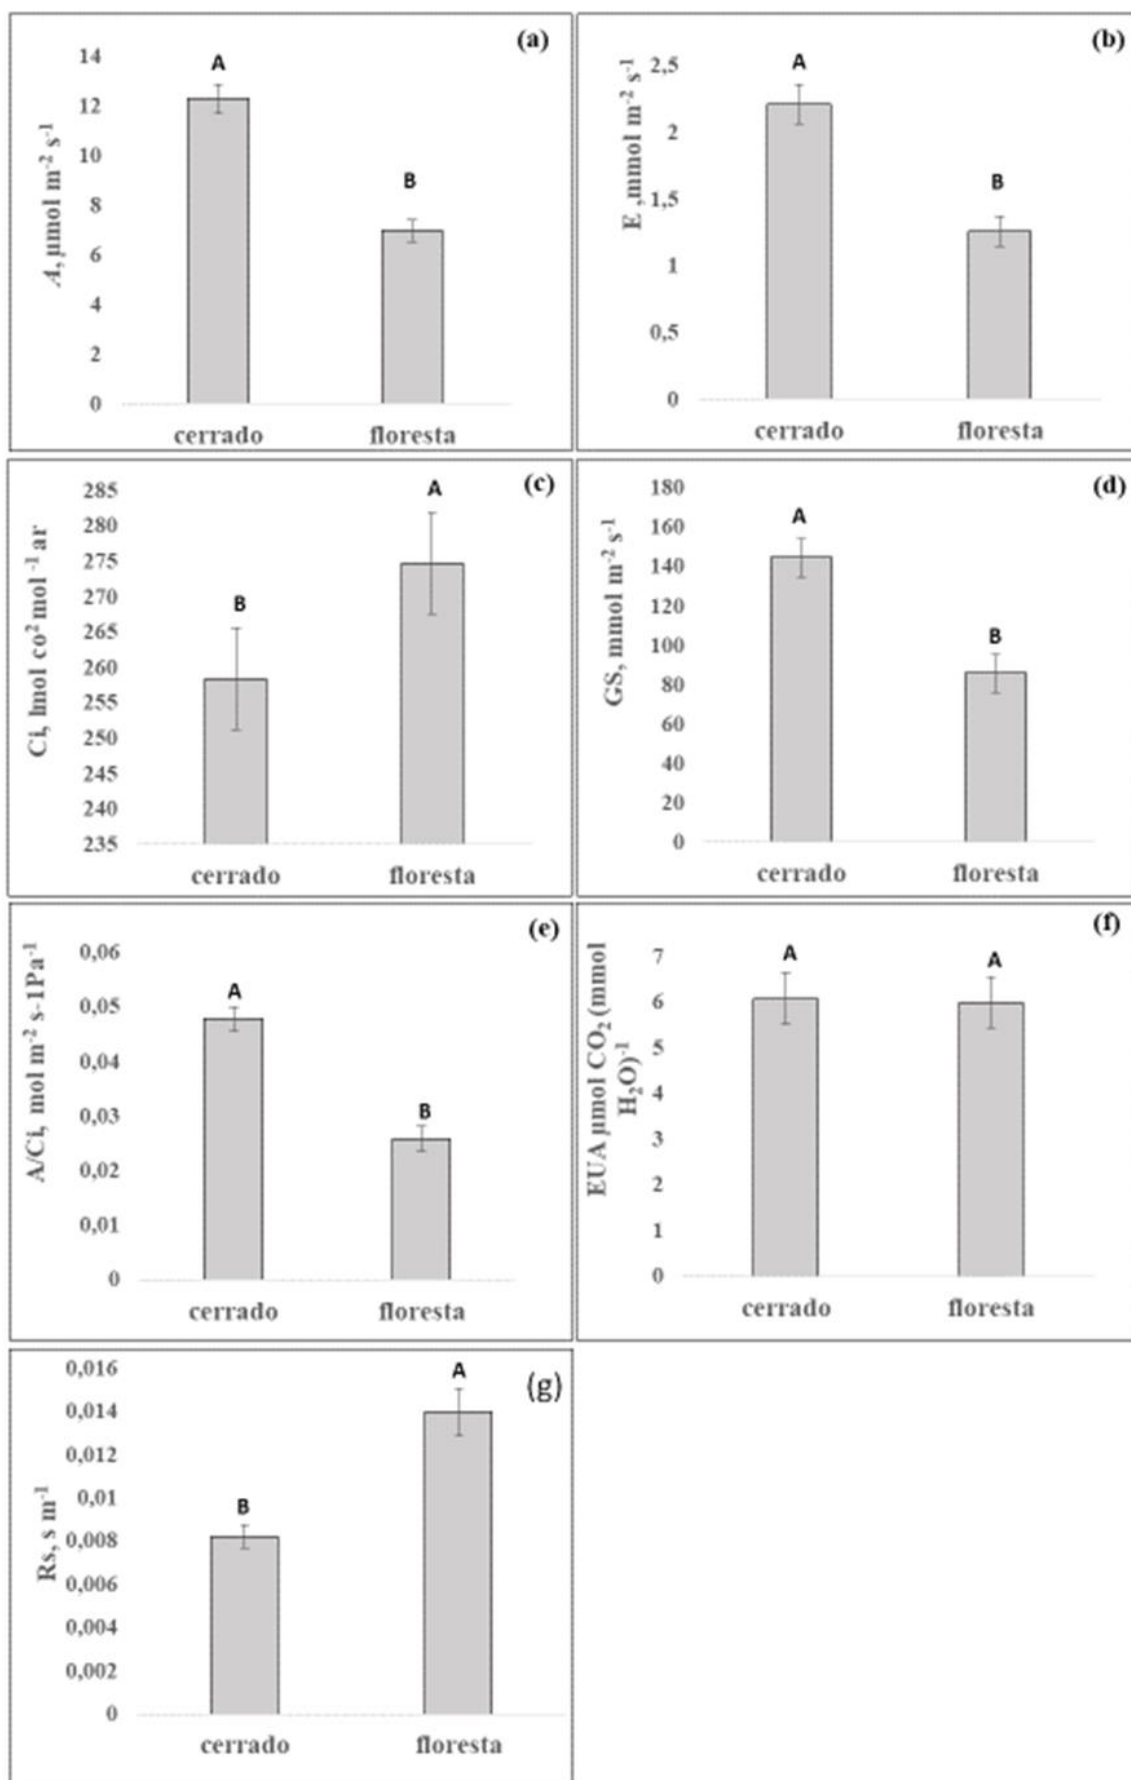 (a)
A, µmol m⁻² s⁻¹
14
12
10
8
6
4
2
0
A
B
cerrado floresta
(b)
E ,mmol m⁻² s⁻¹
2,5
2
1,5
1
0,5
0
A
B
cerrado floresta
(c)
Ci, lmol co² mol ⁻¹ ar
285
280
275
270
265
260
255
250
245
240
235
B
A
cerrado floresta
(d)
GS, mmol m⁻² s⁻¹
180
160
140
120
100
80
60
40
20
0
A
B
cerrado floresta
(e)
A/Ci, mol m⁻² s-1Pa⁻¹
0,06
0,05
0,04
0,03
0,02
0,01
0
A
B
cerrado floresta
(f)
EUA µmol CO₂ (mmol
H₂O)⁻¹
7
6
5
4
3
2
1
0
A
A
cerrado floresta
(g)
Rs, s m⁻¹
0,016
0,014
0,012
0,01
0,008
0,006
0,004
0,002
0
B
A
cerrado floresta